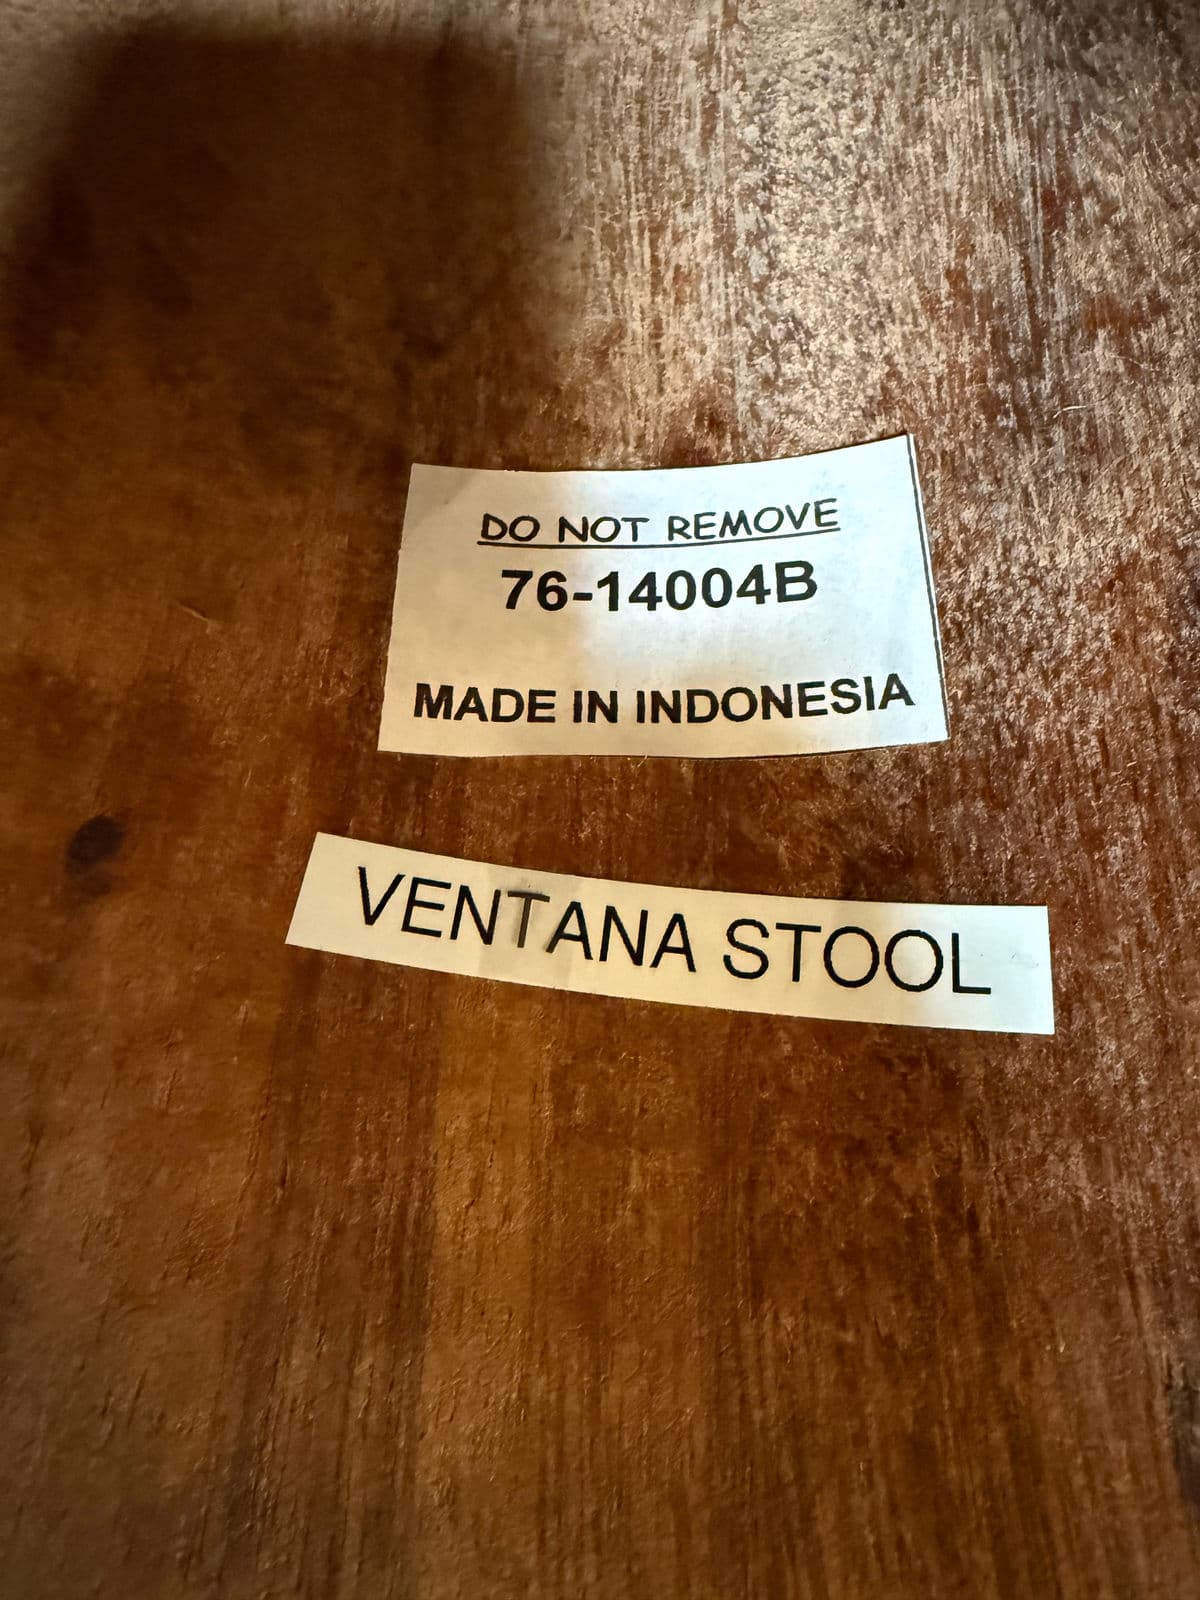 DO NOT REMOVE
76-14004B
MADE IN INDONESIA
VENTANA STOOL